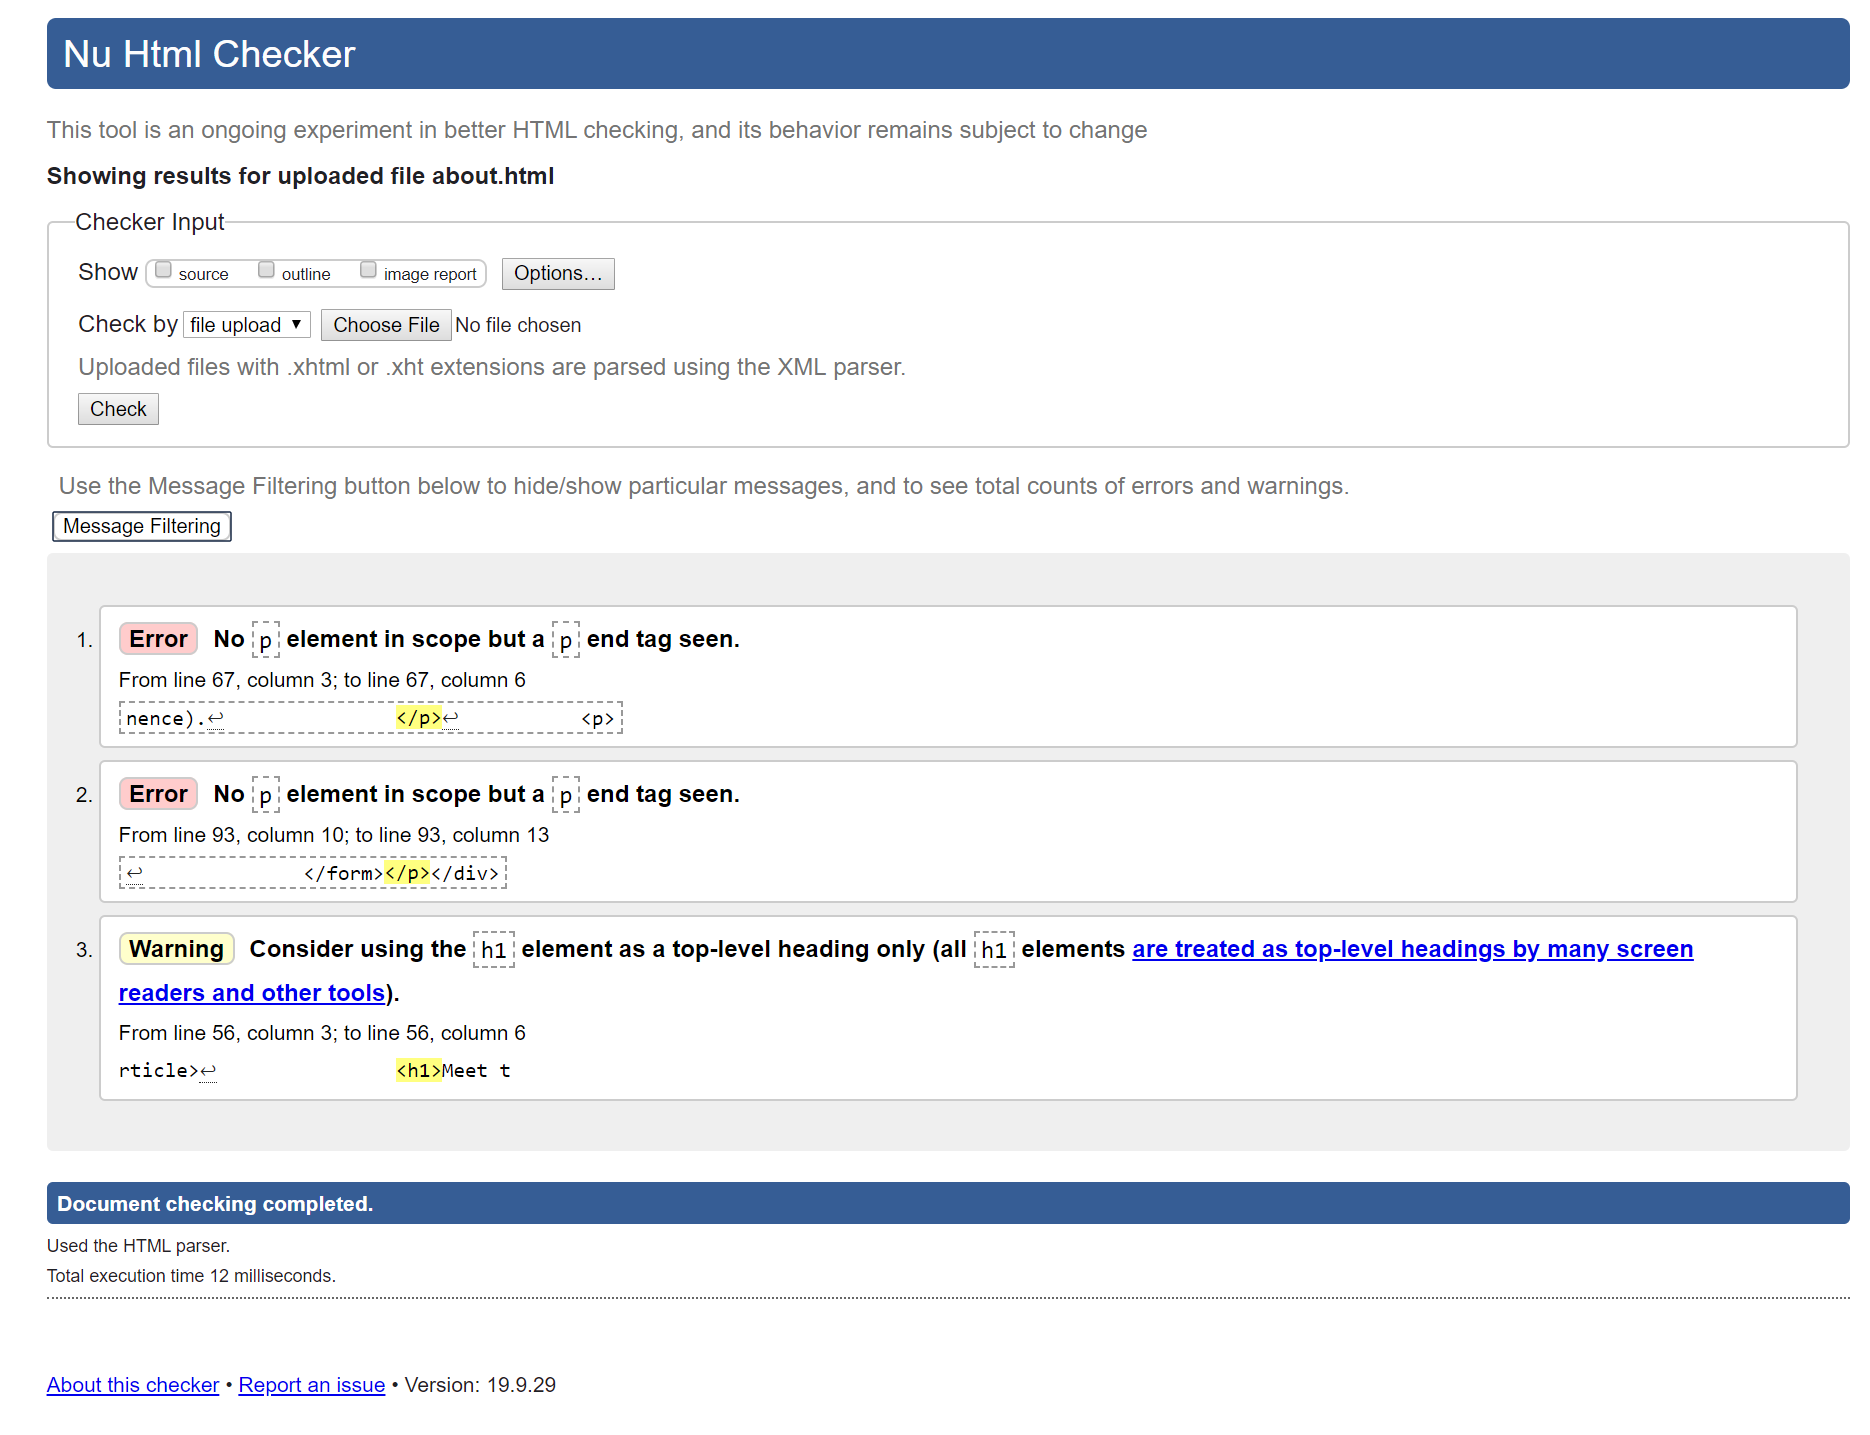 Nu Html Checker
This tool is an ongoing experiment in better HTML checking, and its behavior remains subject to change
Showing results for uploaded file about.html
Checker Input
Show source outline image report Options...
Check by file upload ▼ Choose File No file chosen
Uploaded files with .xhtml or .xht extensions are parsed using the XML parser.
Check
Use the Message Filtering button below to hide/show particular messages, and to see total counts of errors and warnings.
Message Filtering
1. Error No p element in scope but a p end tag seen.
From line 67, column 3; to line 67, column 6
nence).↩ </p>↩ <p>
2. Error No p element in scope but a p end tag seen.
From line 93, column 10; to line 93, column 13
↩ </form></p></div>
3. Warning Consider using the h1 element as a top-level heading only (all h1 elements are treated as top-level headings by many screen
readers and other tools).
From line 56, column 3; to line 56, column 6
rticle>↩ <h1>Meet t
Document checking completed.
Used the HTML parser.
Total execution time 12 milliseconds.
About this checker • Report an issue • Version: 19.9.29